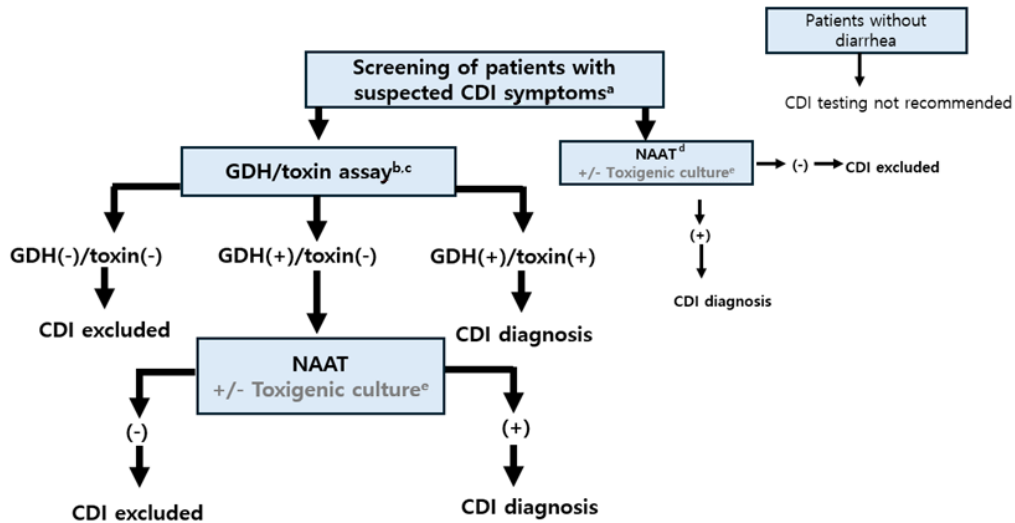 Patients without
diarrhea
CDI testing not recommended
Screening of patients with
suspected CDI symptomsᵃ
GDH/toxin assayᵇ·ᶜ
NAATᵈ
+/- Toxigenic cultureᵉ
(-)
CDI excluded
(+)
CDI diagnosis
GDH(-)/toxin(-)
GDH(+)/toxin(-)
GDH(+)/toxin(+)
CDI excluded
CDI diagnosis
NAAT
+/- Toxigenic cultureᵉ
(-)
(+)
CDI excluded
CDI diagnosis